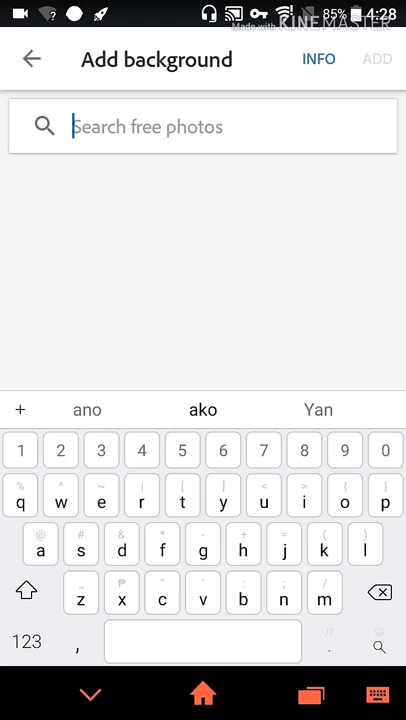 85% 4:28
Made with KINEMASTER
Add background INFO ADD
Search free photos
+ ano ako Yan
1 2 3 4 5 6 7 8 9 0
% ^ ~ | [ ] < > { }
q w e r t y u i o p
@ # & * - + = ( )
a s d f g h j k l
_ ₱ " ' : ; /
z x c v b n m
!?
123 , .